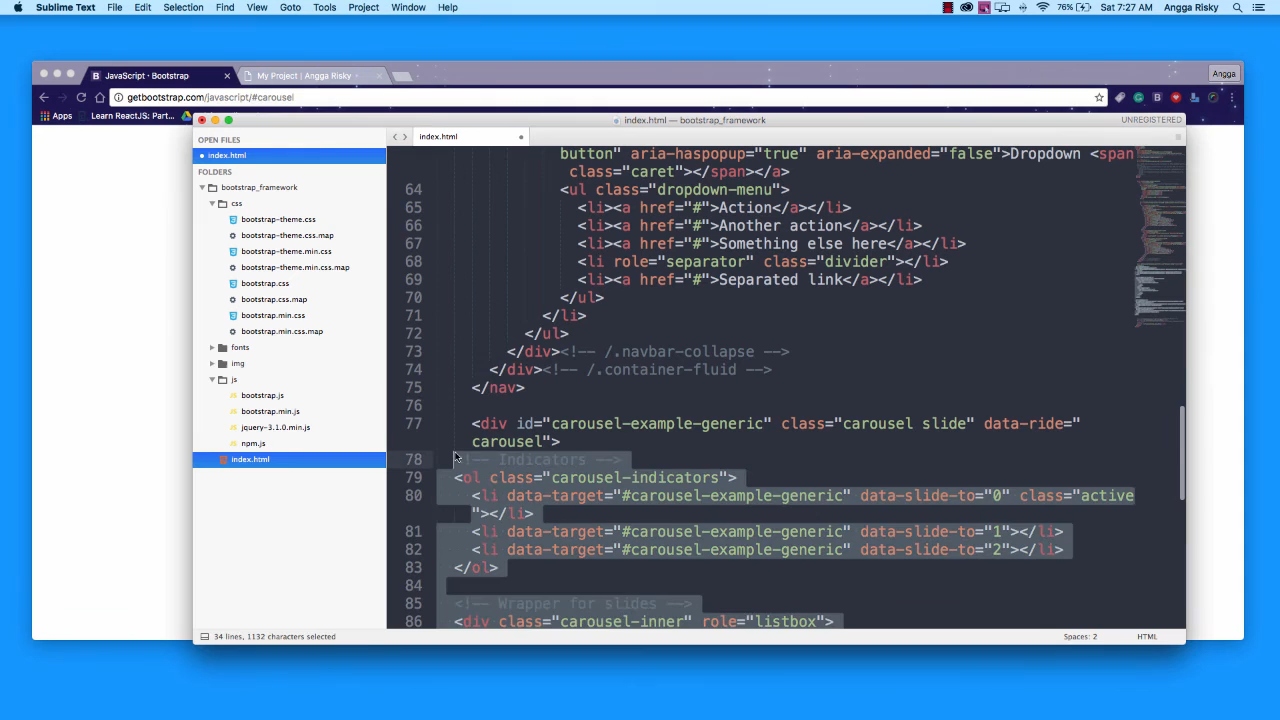 Sublime Text File Edit Selection Find View Goto Tools Project Window Help 76% Sat 7:27 AM Angga Risky
JavaScript · Bootstrap × My Project | Angga Risky × Angga
getbootstrap.com/javascript/#carousel
Apps Learn ReactJS: Part...
index.html — bootstrap_framework UNREGISTERED
OPEN FILES
index.html
FOLDERS
bootstrap_framework
css
bootstrap-theme.css
bootstrap-theme.css.map
bootstrap-theme.min.css
bootstrap-theme.min.css.map
bootstrap.css
bootstrap.css.map
bootstrap.min.css
bootstrap.min.css.map
fonts
img
js
bootstrap.js
bootstrap.min.js
jquery-3.1.0.min.js
npm.js
index.html
index.html
button" aria-haspopup="true" aria-expanded="false">Dropdown <span
class="caret"></span></a>
64 <ul class="dropdown-menu">
65 <li><a href="#">Action</a></li>
66 <li><a href="#">Another action</a></li>
67 <li><a href="#">Something else here</a></li>
68 <li role="separator" class="divider"></li>
69 <li><a href="#">Separated link</a></li>
70 </ul>
71 </li>
72 </ul>
73 </div><!-- /.navbar-collapse -->
74 </div><!-- /.container-fluid -->
75 </nav>
76
77 <div id="carousel-example-generic" class="carousel slide" data-ride="
carousel">
78 <!-- Indicators -->
79 <ol class="carousel-indicators">
80 <li data-target="#carousel-example-generic" data-slide-to="0" class="active
"></li>
81 <li data-target="#carousel-example-generic" data-slide-to="1"></li>
82 <li data-target="#carousel-example-generic" data-slide-to="2"></li>
83 </ol>
84
85 <!-- Wrapper for slides -->
86 <div class="carousel-inner" role="listbox">
34 lines, 1132 characters selected Spaces: 2 HTML